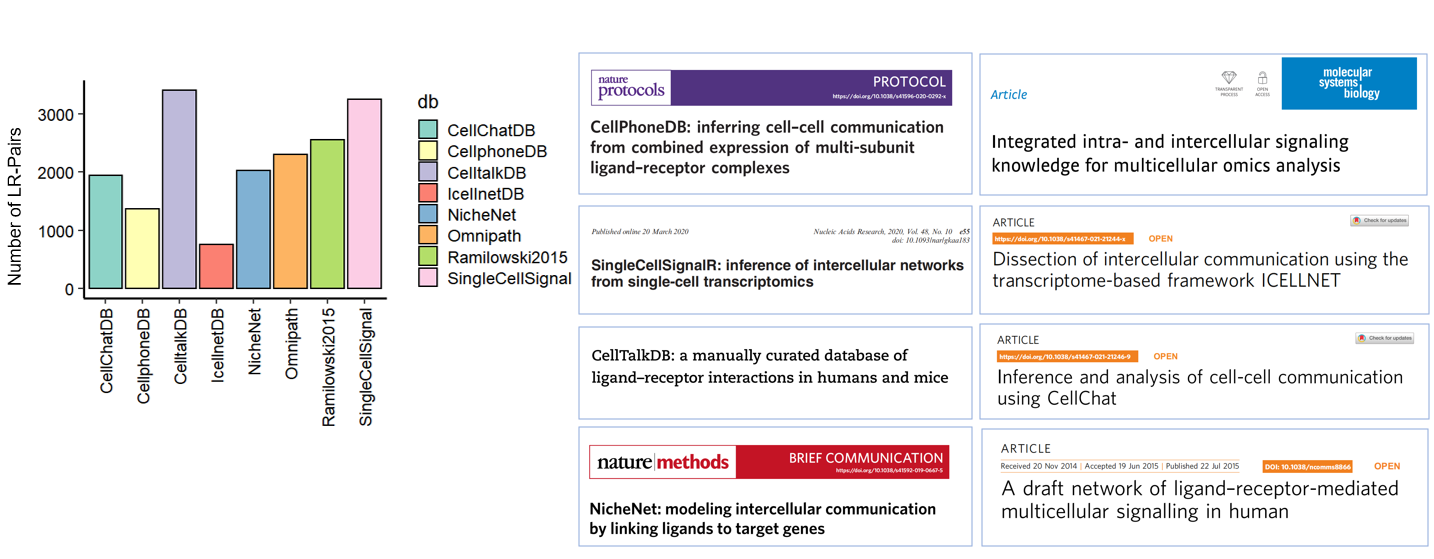 Number of LR-Pairs
3000
2000
1000
0
CellChatDB
CellphoneDB
CelltalkDB
IcellnetDB
NicheNet
Omnipath
Ramilowski2015
SingleCellSignal
db
CellChatDB
CellphoneDB
CelltalkDB
IcellnetDB
NicheNet
Omnipath
Ramilowski2015
SingleCellSignal
nature
protocols
PROTOCOL
https://doi.org/10.1038/s41596-020-0292-x
CellPhoneDB: inferring cell–cell communication
from combined expression of multi-subunit
ligand–receptor complexes
Article
TRANSPARENT
PROCESS
OPEN
ACCESS
molecular
systems
biology
Integrated intra- and intercellular signaling
knowledge for multicellular omics analysis
Published online 20 March 2020
Nucleic Acids Research, 2020, Vol. 48, No. 10 e55
doi: 10.1093/nar/gkaa183
SingleCellSignalR: inference of intercellular networks
from single-cell transcriptomics
ARTICLE
Check for updates
https://doi.org/10.1038/s41467-021-21244-x
OPEN
Dissection of intercellular communication using the
transcriptome-based framework ICELLNET
CellTalkDB: a manually curated database of
ligand–receptor interactions in humans and mice
ARTICLE
Check for updates
https://doi.org/10.1038/s41467-021-21246-9
OPEN
Inference and analysis of cell-cell communication
using CellChat
nature|methods
BRIEF COMMUNICATION
https://doi.org/10.1038/s41592-019-0667-5
NicheNet: modeling intercellular communication
by linking ligands to target genes
ARTICLE
Received 20 Nov 2014 | Accepted 19 Jun 2015 | Published 22 Jul 2015
DOI: 10.1038/ncomms8866
OPEN
A draft network of ligand–receptor-mediated
multicellular signalling in human